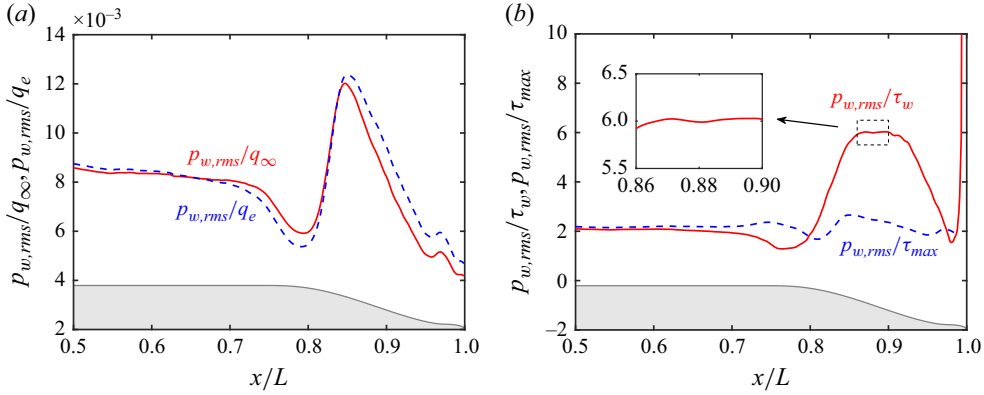 (a)
×10⁻³
14
12
10
8
6
4
2
p_{w,rms}/q_∞, p_{w,rms}/q_e
p_{w,rms}/q_∞
p_{w,rms}/q_e
0.5 0.6 0.7 0.8 0.9 1.0
x/L
(b)
10
8
6
4
2
0
−2
p_{w,rms}/τ_w, p_{w,rms}/τ_{max}
6.5
6.0
5.5
0.86 0.88 0.90
p_{w,rms}/τ_w
p_{w,rms}/τ_{max}
0.5 0.6 0.7 0.8 0.9 1.0
x/L